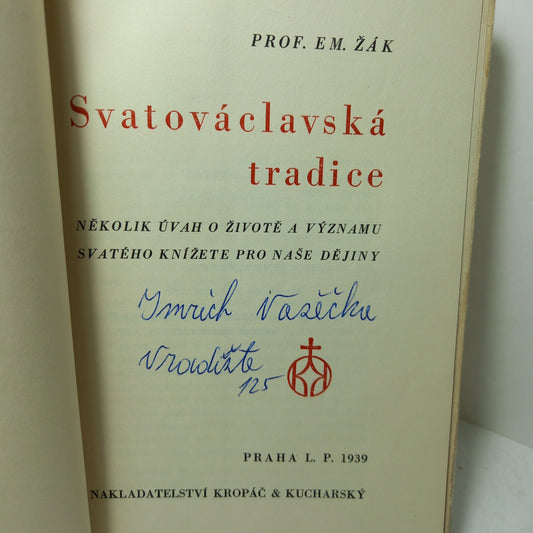 PROF. EM. ŽÁK
Svatováclavská
tradice
NĚKOLIK ÚVAH O ŽIVOTĚ A VÝZNAMU
SVATÉHO KNÍŽETE PRO NAŠE DĚJINY
Imrich Vasěčka
Vradište
125
PRAHA L. P. 1939
NAKLADATELSTVÍ KROPÁČ & KUCHARSKÝ